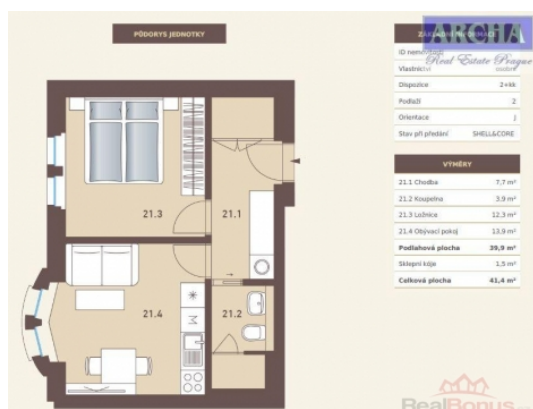 PŮDORYS JEDNOTKY
ARCHA
Real Estate Prague
ZÁKLADNÍ INFORMACE
ID
Vlastnictví osobní
Dispozice 2+kk
Podlaží 2
Orientace J
Stav při předání SHELL&CORE
VÝMĚRY
21.1 Chodba 7,7 m²
21.2 Koupelna 3,9 m²
21.3 Ložnice 12,3 m²
21.4 Obývací pokoj 13,9 m²
Podlahová plocha 39,9 m²
Sklepní kóje 1,5 m²
Celková plocha 41,4 m²
21.3
21.1
21.4
M
21.2
RealBonus